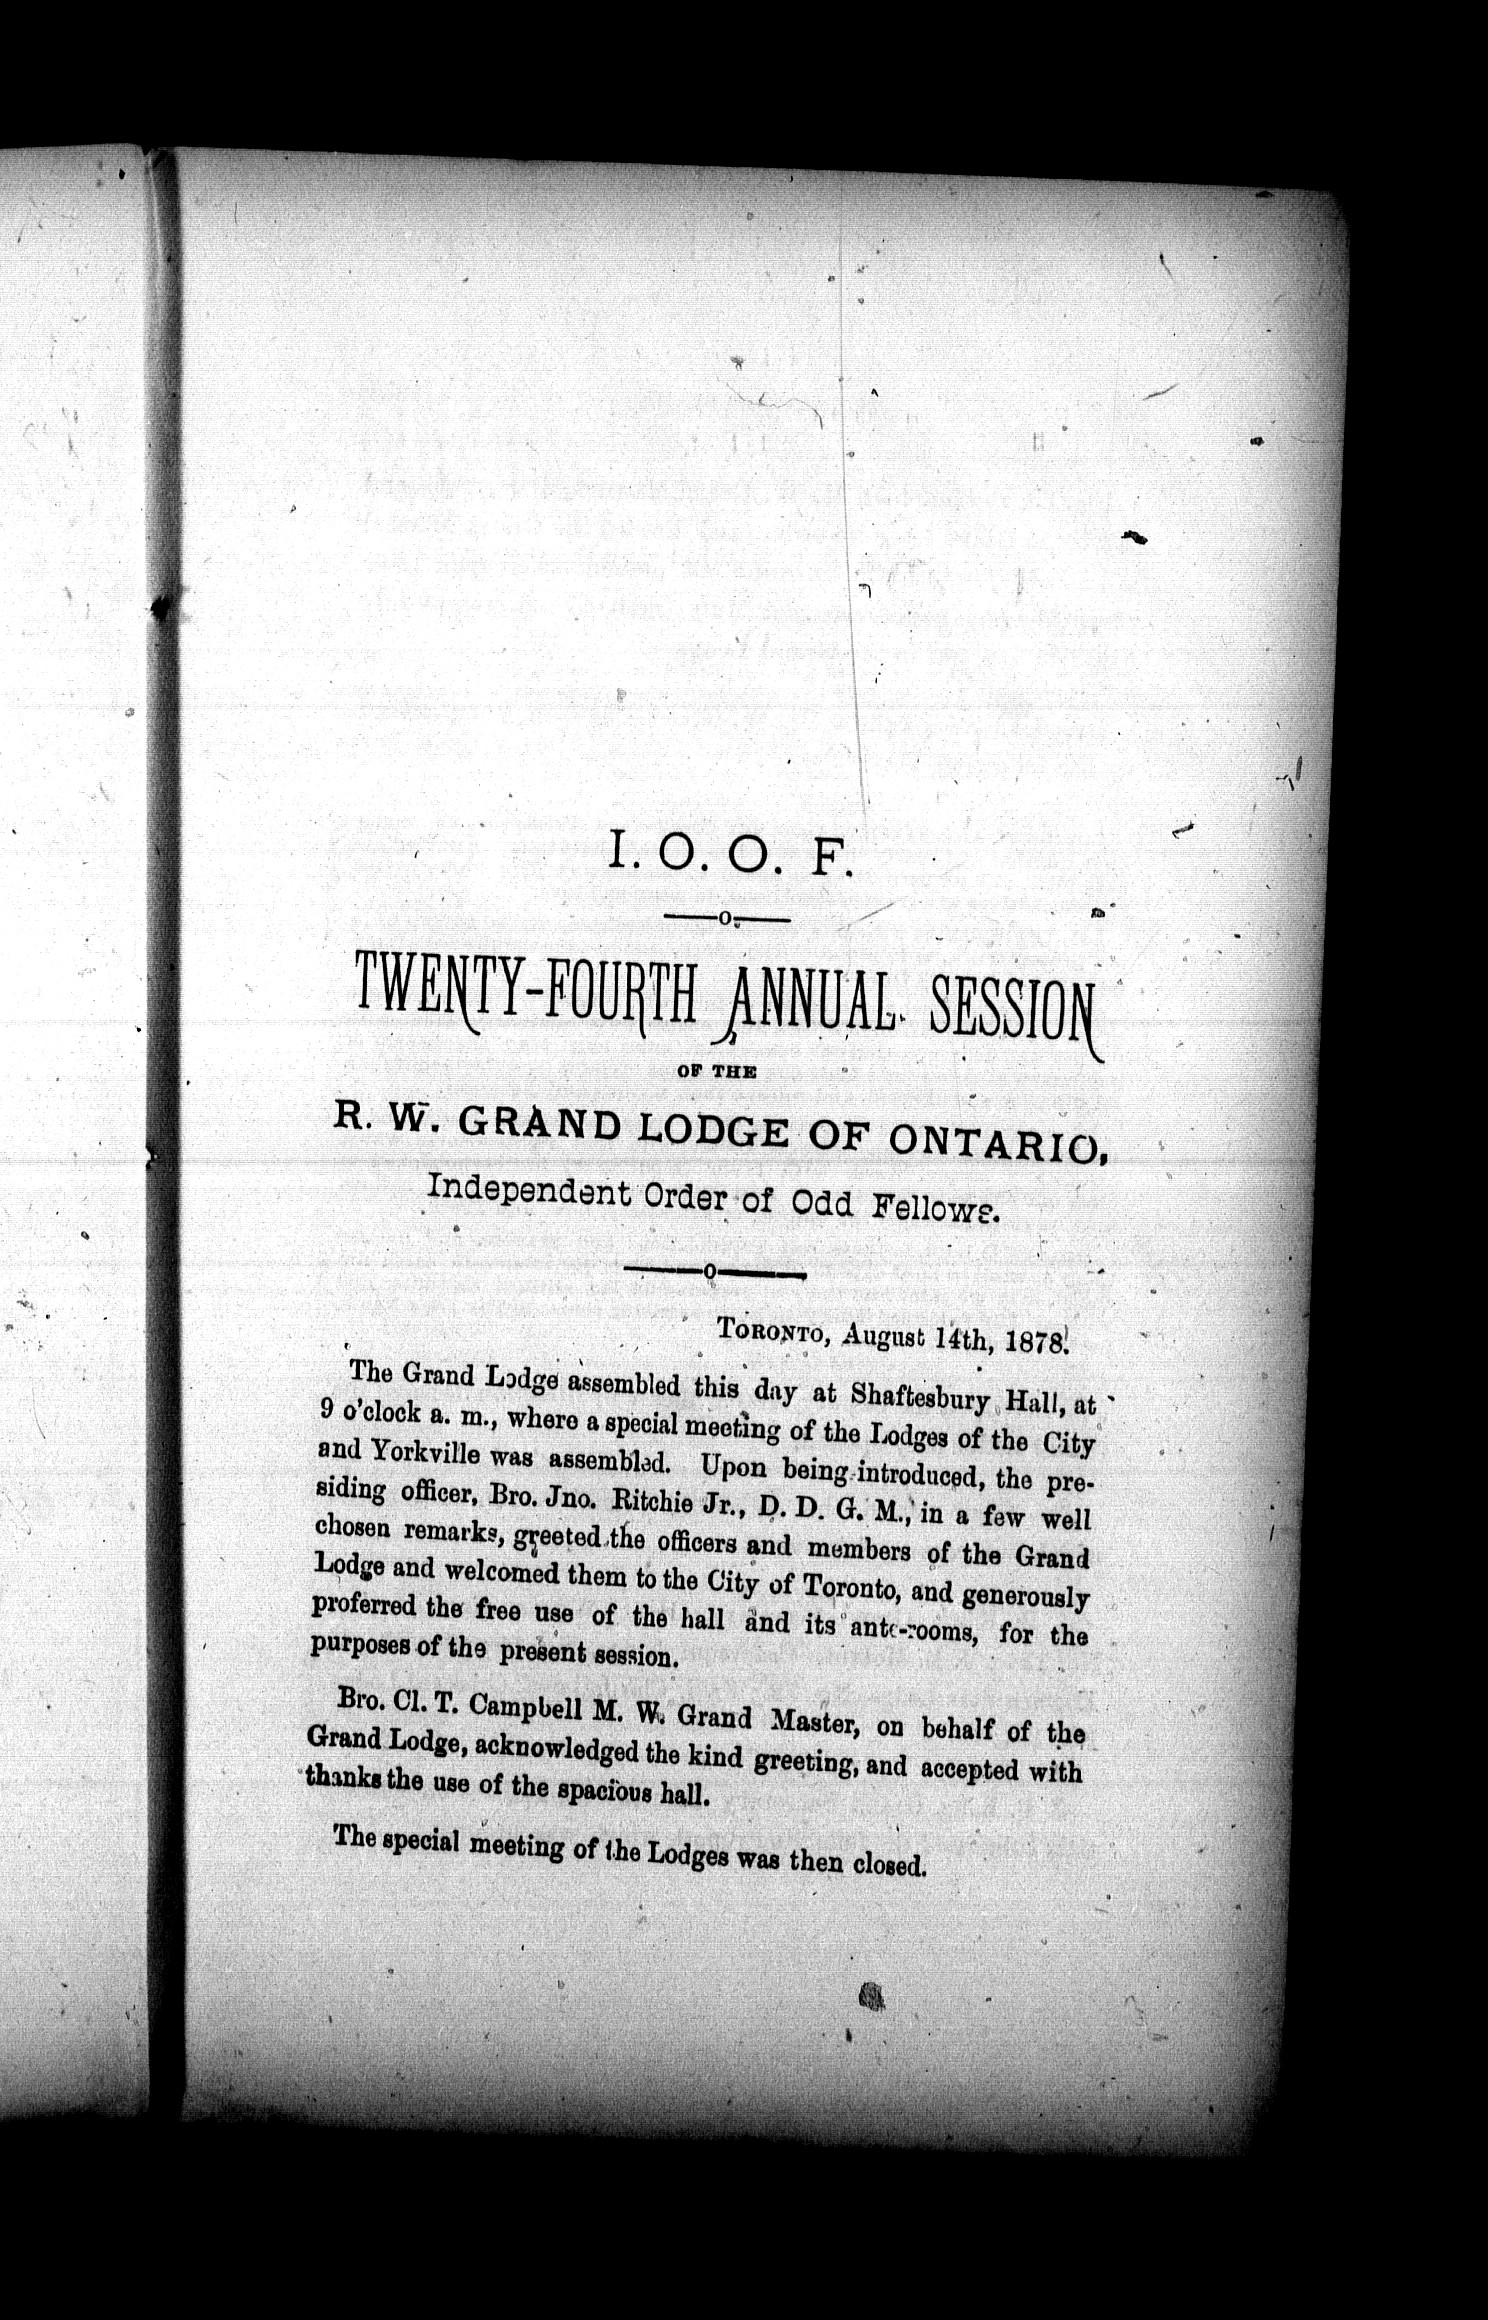 I. O. O. F.
TWENTY-FOURTH ANNUAL SESSION
OF THE
R. W. GRAND LODGE OF ONTARIO,
Independent Order of Odd Fellows.
TORONTO, August 14th, 1878.
The Grand Lodge assembled this day at Shaftesbury Hall, at
9 o'clock a. m., where a special meeting of the Lodges of the City
and Yorkville was assembled. Upon being introduced, the pre-
siding officer, Bro. Jno. Ritchie Jr., D. D. G. M., in a few well
chosen remarks, greeted the officers and members of the Grand
Lodge and welcomed them to the City of Toronto, and generously
proferred the free use of the hall and its ante-rooms, for the
purposes of the present session.
Bro. Cl. T. Campbell M. W. Grand Master, on behalf of the
Grand Lodge, acknowledged the kind greeting, and accepted with
thanks the use of the spacious hall.
The special meeting of the Lodges was then closed.